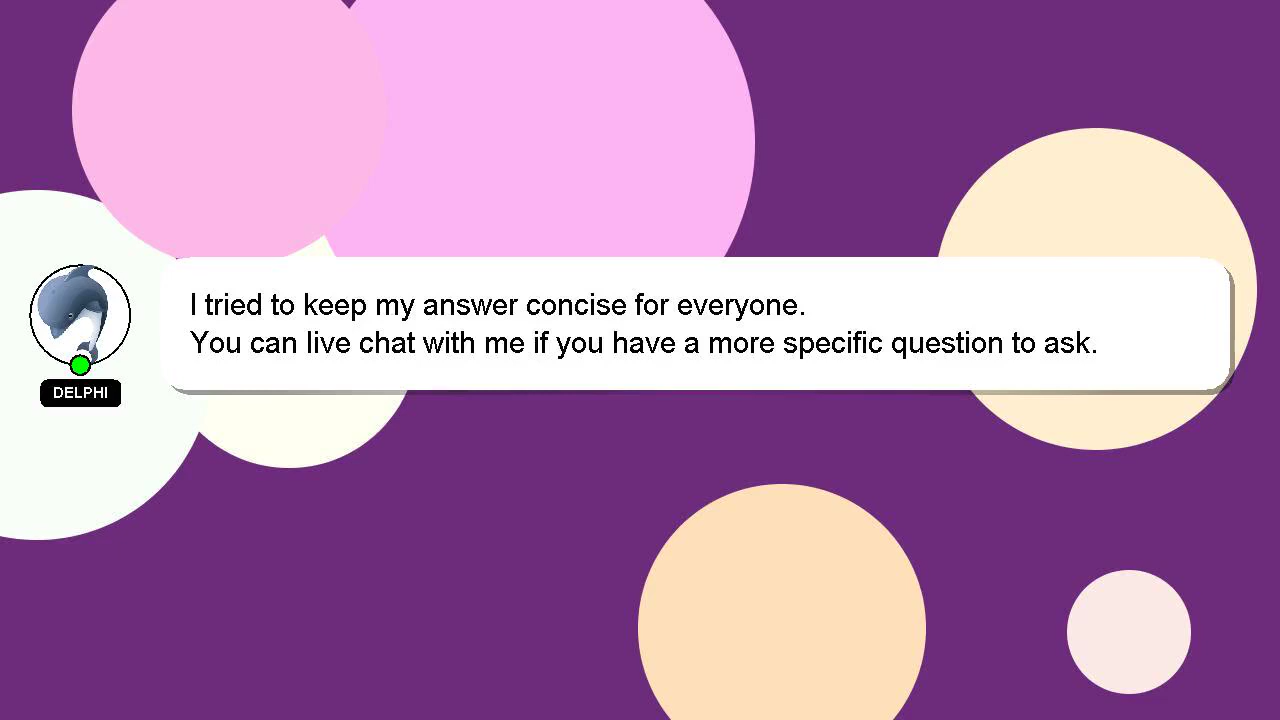 I tried to keep my answer concise for everyone.
You can live chat with me if you have a more specific question to ask.
DELPHI